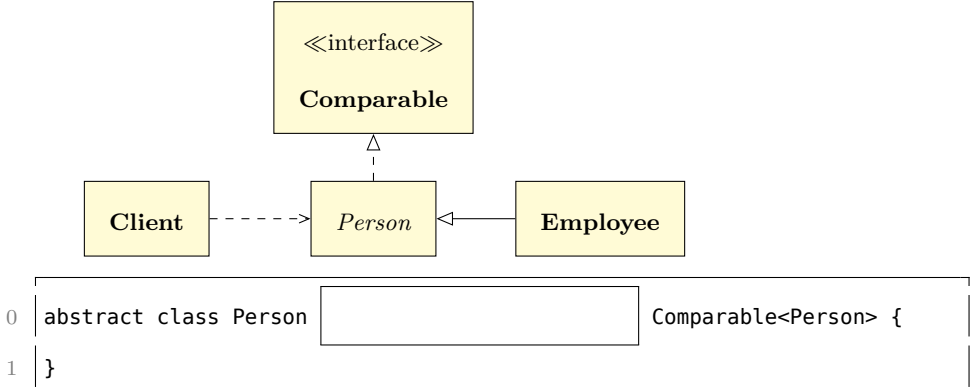 ≪interface≫
Comparable
Client
Person
Employee
0 abstract class Person Comparable<Person> {
1 }